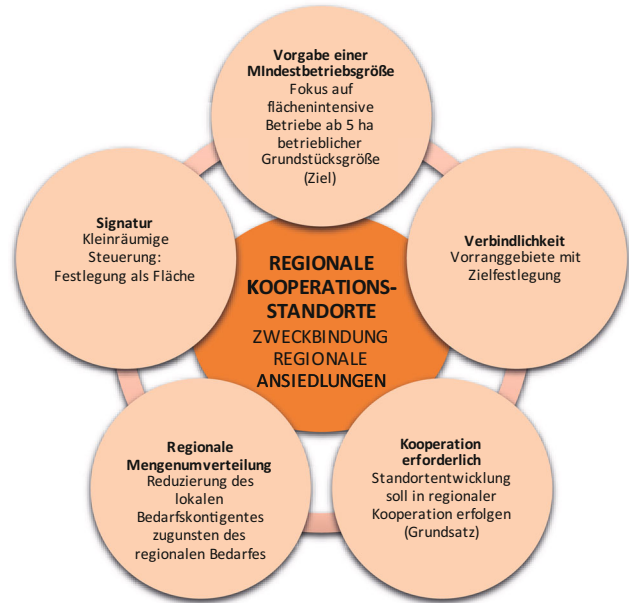 Vorgabe einer
MIndestbetriebsgröße
Fokus auf
flächenintensive
Betriebe ab 5 ha
betrieblicher
Grundstücksgröße
(Ziel)
Signatur
Kleinräumige
Steuerung:
Festlegung als Fläche
Verbindlichkeit
Vorranggebiete mit
Zielfestlegung
REGIONALE
KOOPERATIONS-
STANDORTE
ZWECKBINDUNG
REGIONALE
ANSIEDLUNGEN
Regionale
Mengenumverteilung
Reduzierung des
lokalen
Bedarfskontigentes
zugunsten des
regionalen Bedarfes
Kooperation
erforderlich
Standortentwicklung
soll in regionaler
Kooperation erfolgen
(Grundsatz)